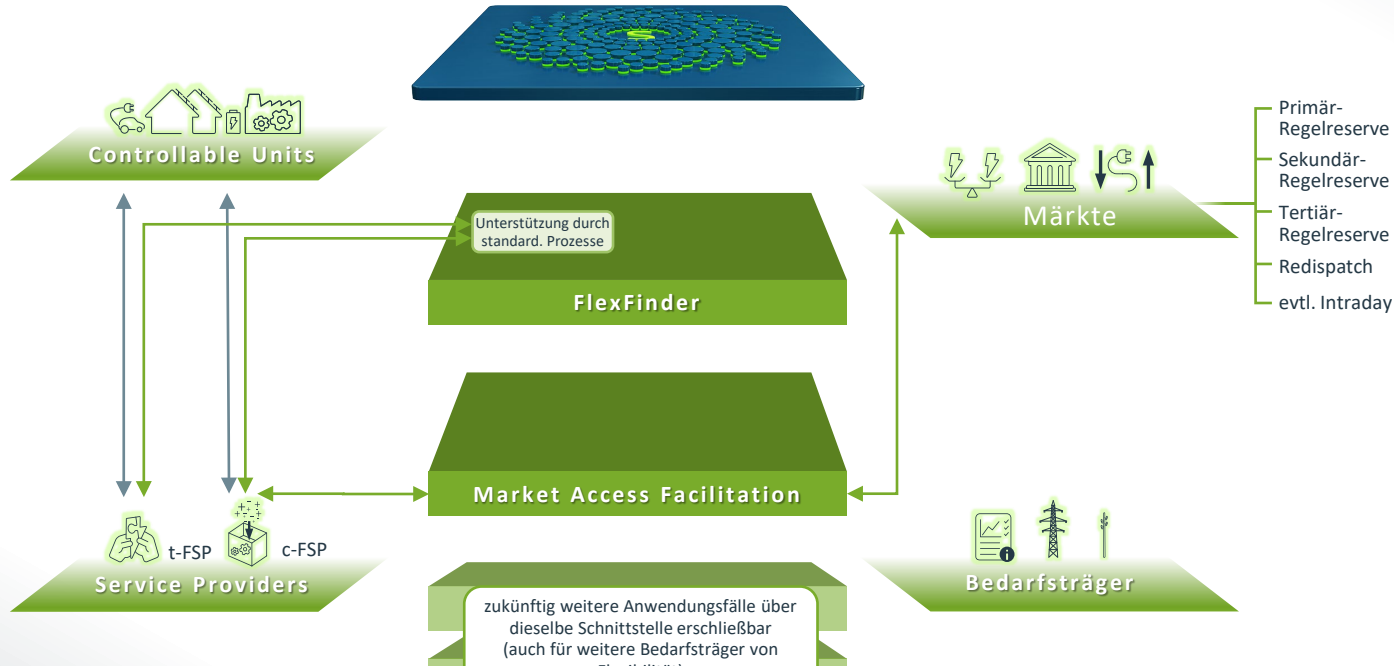 Controllable Units
Unterstützung durch
standard. Prozesse
FlexFinder
Märkte
Primär-
Regelreserve
Sekundär-
Regelreserve
Tertiär-
Regelreserve
Redispatch
evtl. Intraday
Market Access Facilitation
t-FSP
c-FSP
Service Providers
Bedarfsträger
zukünftig weitere Anwendungsfälle über
dieselbe Schnittstelle erschließbar
(auch für weitere Bedarfsträger von